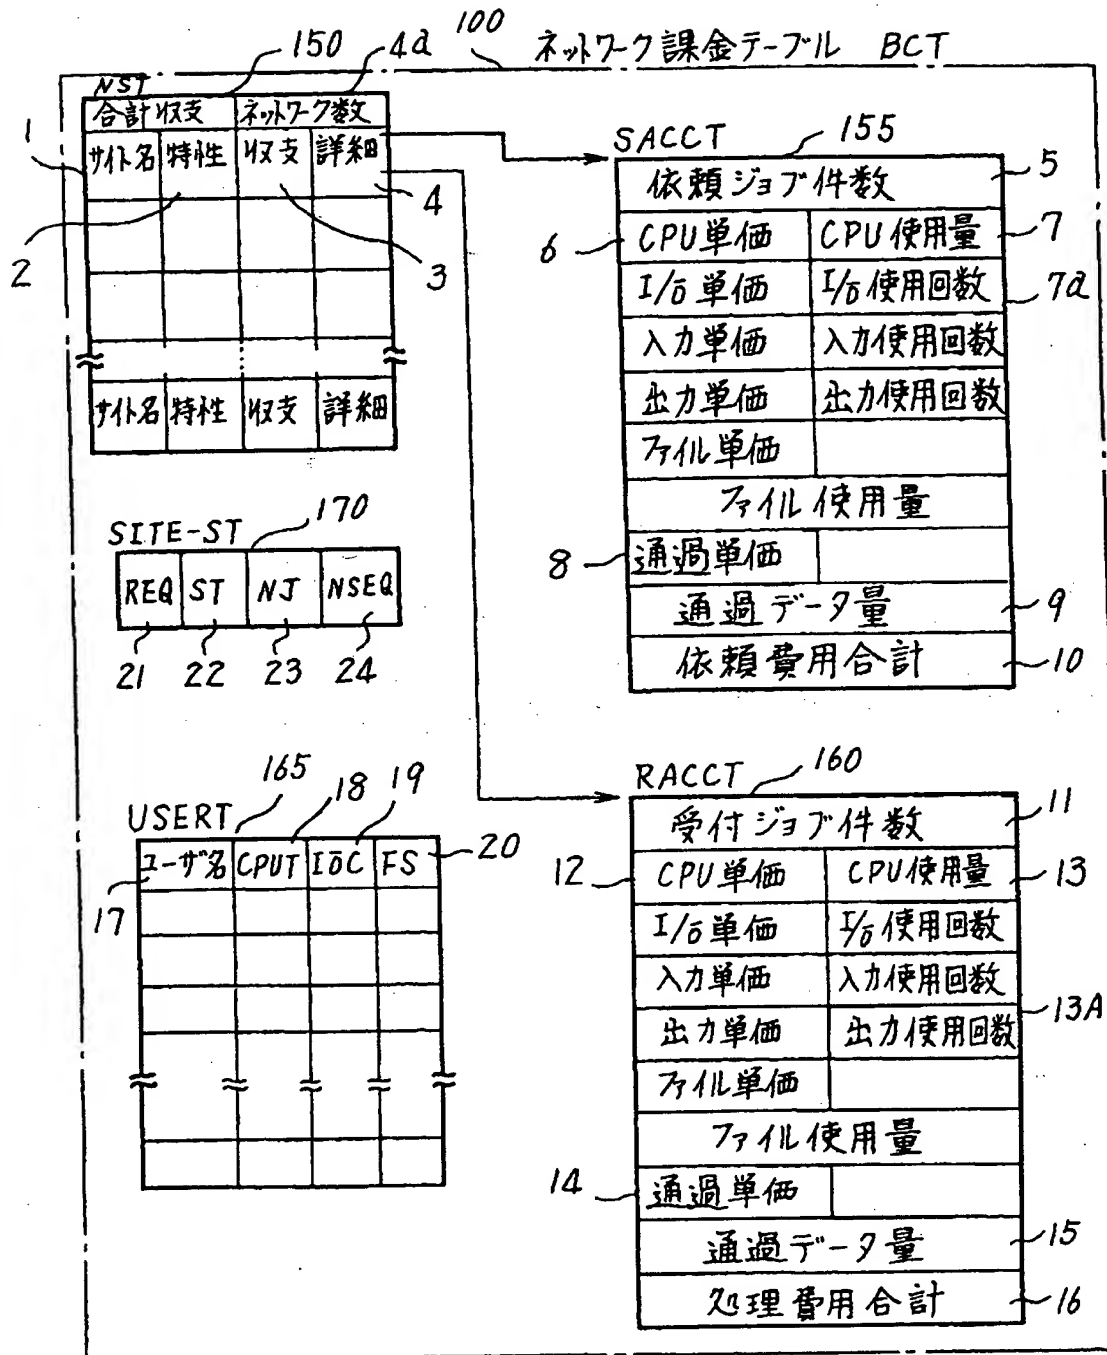 100 ネットワーク課金テーブル BCT
150 4a
NST
合計収支 ネットワーク数
1 サイト名 特性 収支 詳細
2 3 4
サイト名 特性 収支 詳細
SACCT 155
依頼ジョブ件数 5
6 CPU単価 CPU使用量 7
I/O単価 I/O使用回数 7a
入力単価 入力使用回数
出力単価 出力使用回数
ファイル単価
ファイル使用量
8 通過単価
通過データ量 9
依頼費用合計 10
SITE-ST 170
REQ ST NJ NSEQ
21 22 23 24
USERT 165 18 19
ユーザ名 CPUT IOC FS 20
17
RACCT 160
受付ジョブ件数 11
12 CPU単価 CPU使用量 13
I/O単価 I/O使用回数
入力単価 入力使用回数
13A
出力単価 出力使用回数
ファイル単価
ファイル使用量
14 通過単価
通過データ量 15
処理費用合計 16